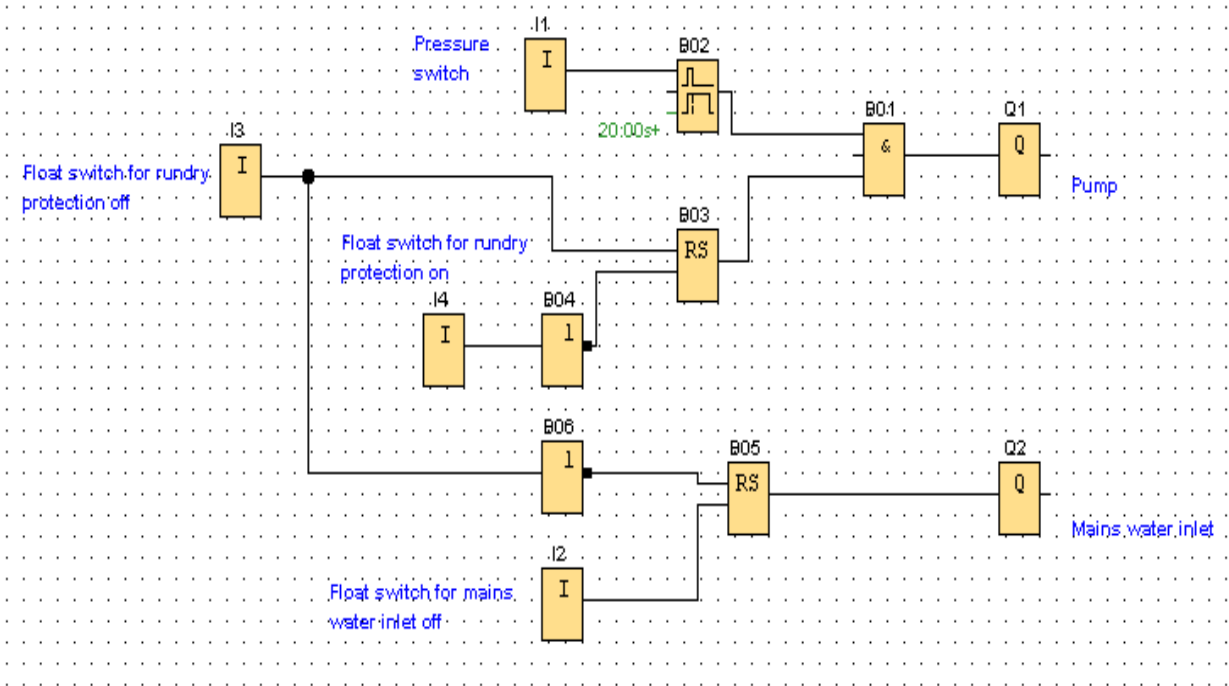 I1
Pressure
switch
I
B02
20:00s+
I3
I
Float switch for rundry
protection off
B01
&
Q1
Q
Pump
B03
RS
Float switch for rundry
protection on
I4
I
B04
1
B06
1
B05
RS
Q2
Q
Mains water inlet
I2
I
Float switch for mains
water inlet off